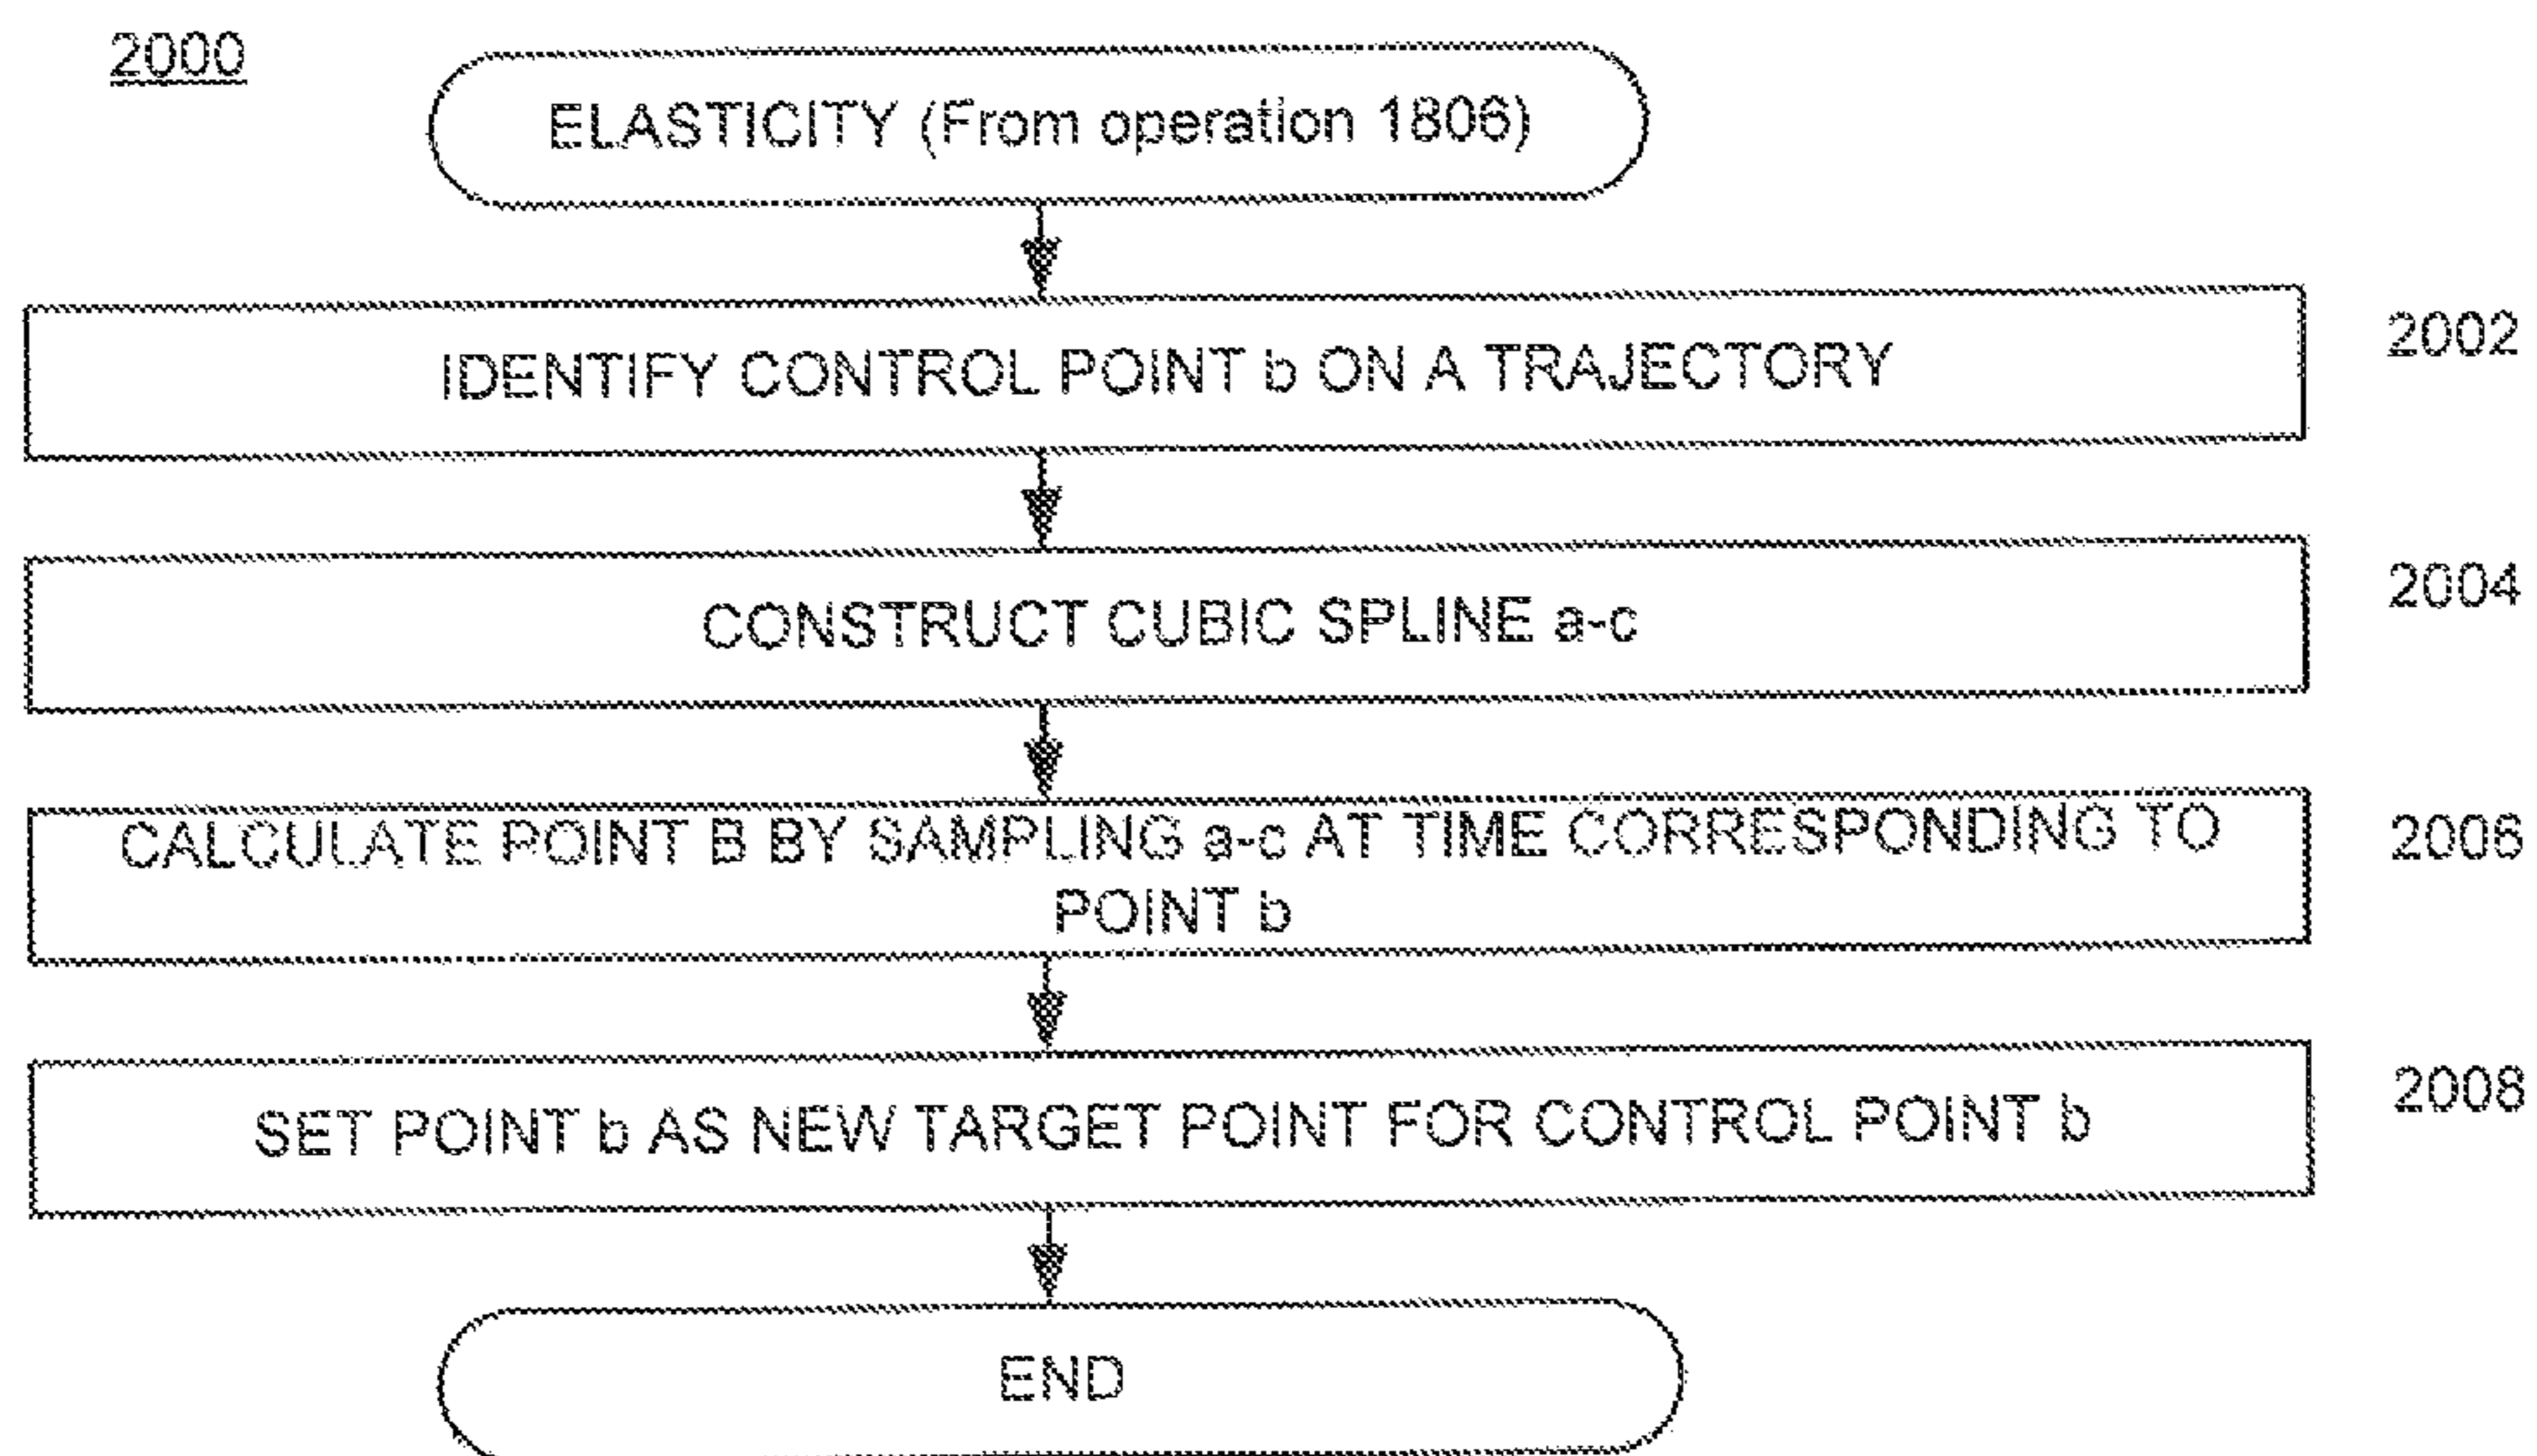 2000
ELASTICITY (From operation 1806)
IDENTIFY CONTROL POINT b ON A TRAJECTORY
2002
CONSTRUCT CUBIC SPLINE a-c
2004
CALCULATE POINT B BY SAMPLING a-c AT TIME CORRESPONDING TO
POINT b
2006
SET POINT b AS NEW TARGET POINT FOR CONTROL POINT b
2008
END